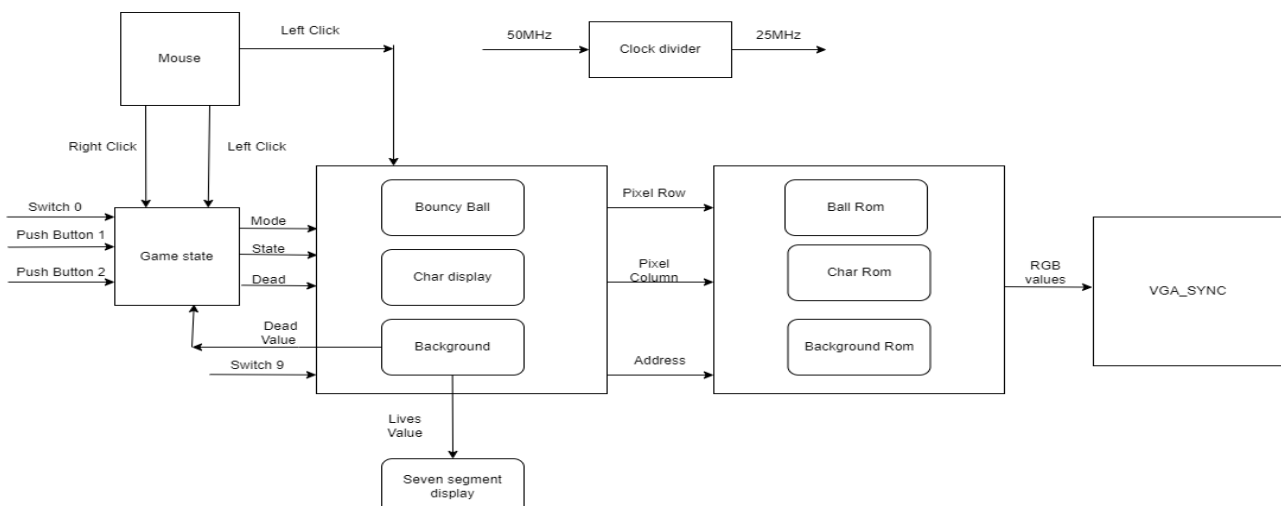 Left Click
50MHz
Clock divider
25MHz
Mouse
Right Click
Left Click
Switch 0
Push Button 1
Push Button 2
Game state
Mode
State
Dead
Dead
Value
Switch 9
Bouncy Ball
Char display
Background
Lives
Value
Seven segment
display
Pixel Row
Pixel
Column
Address
Ball Rom
Char Rom
Background Rom
RGB
values
VGA_SYNC